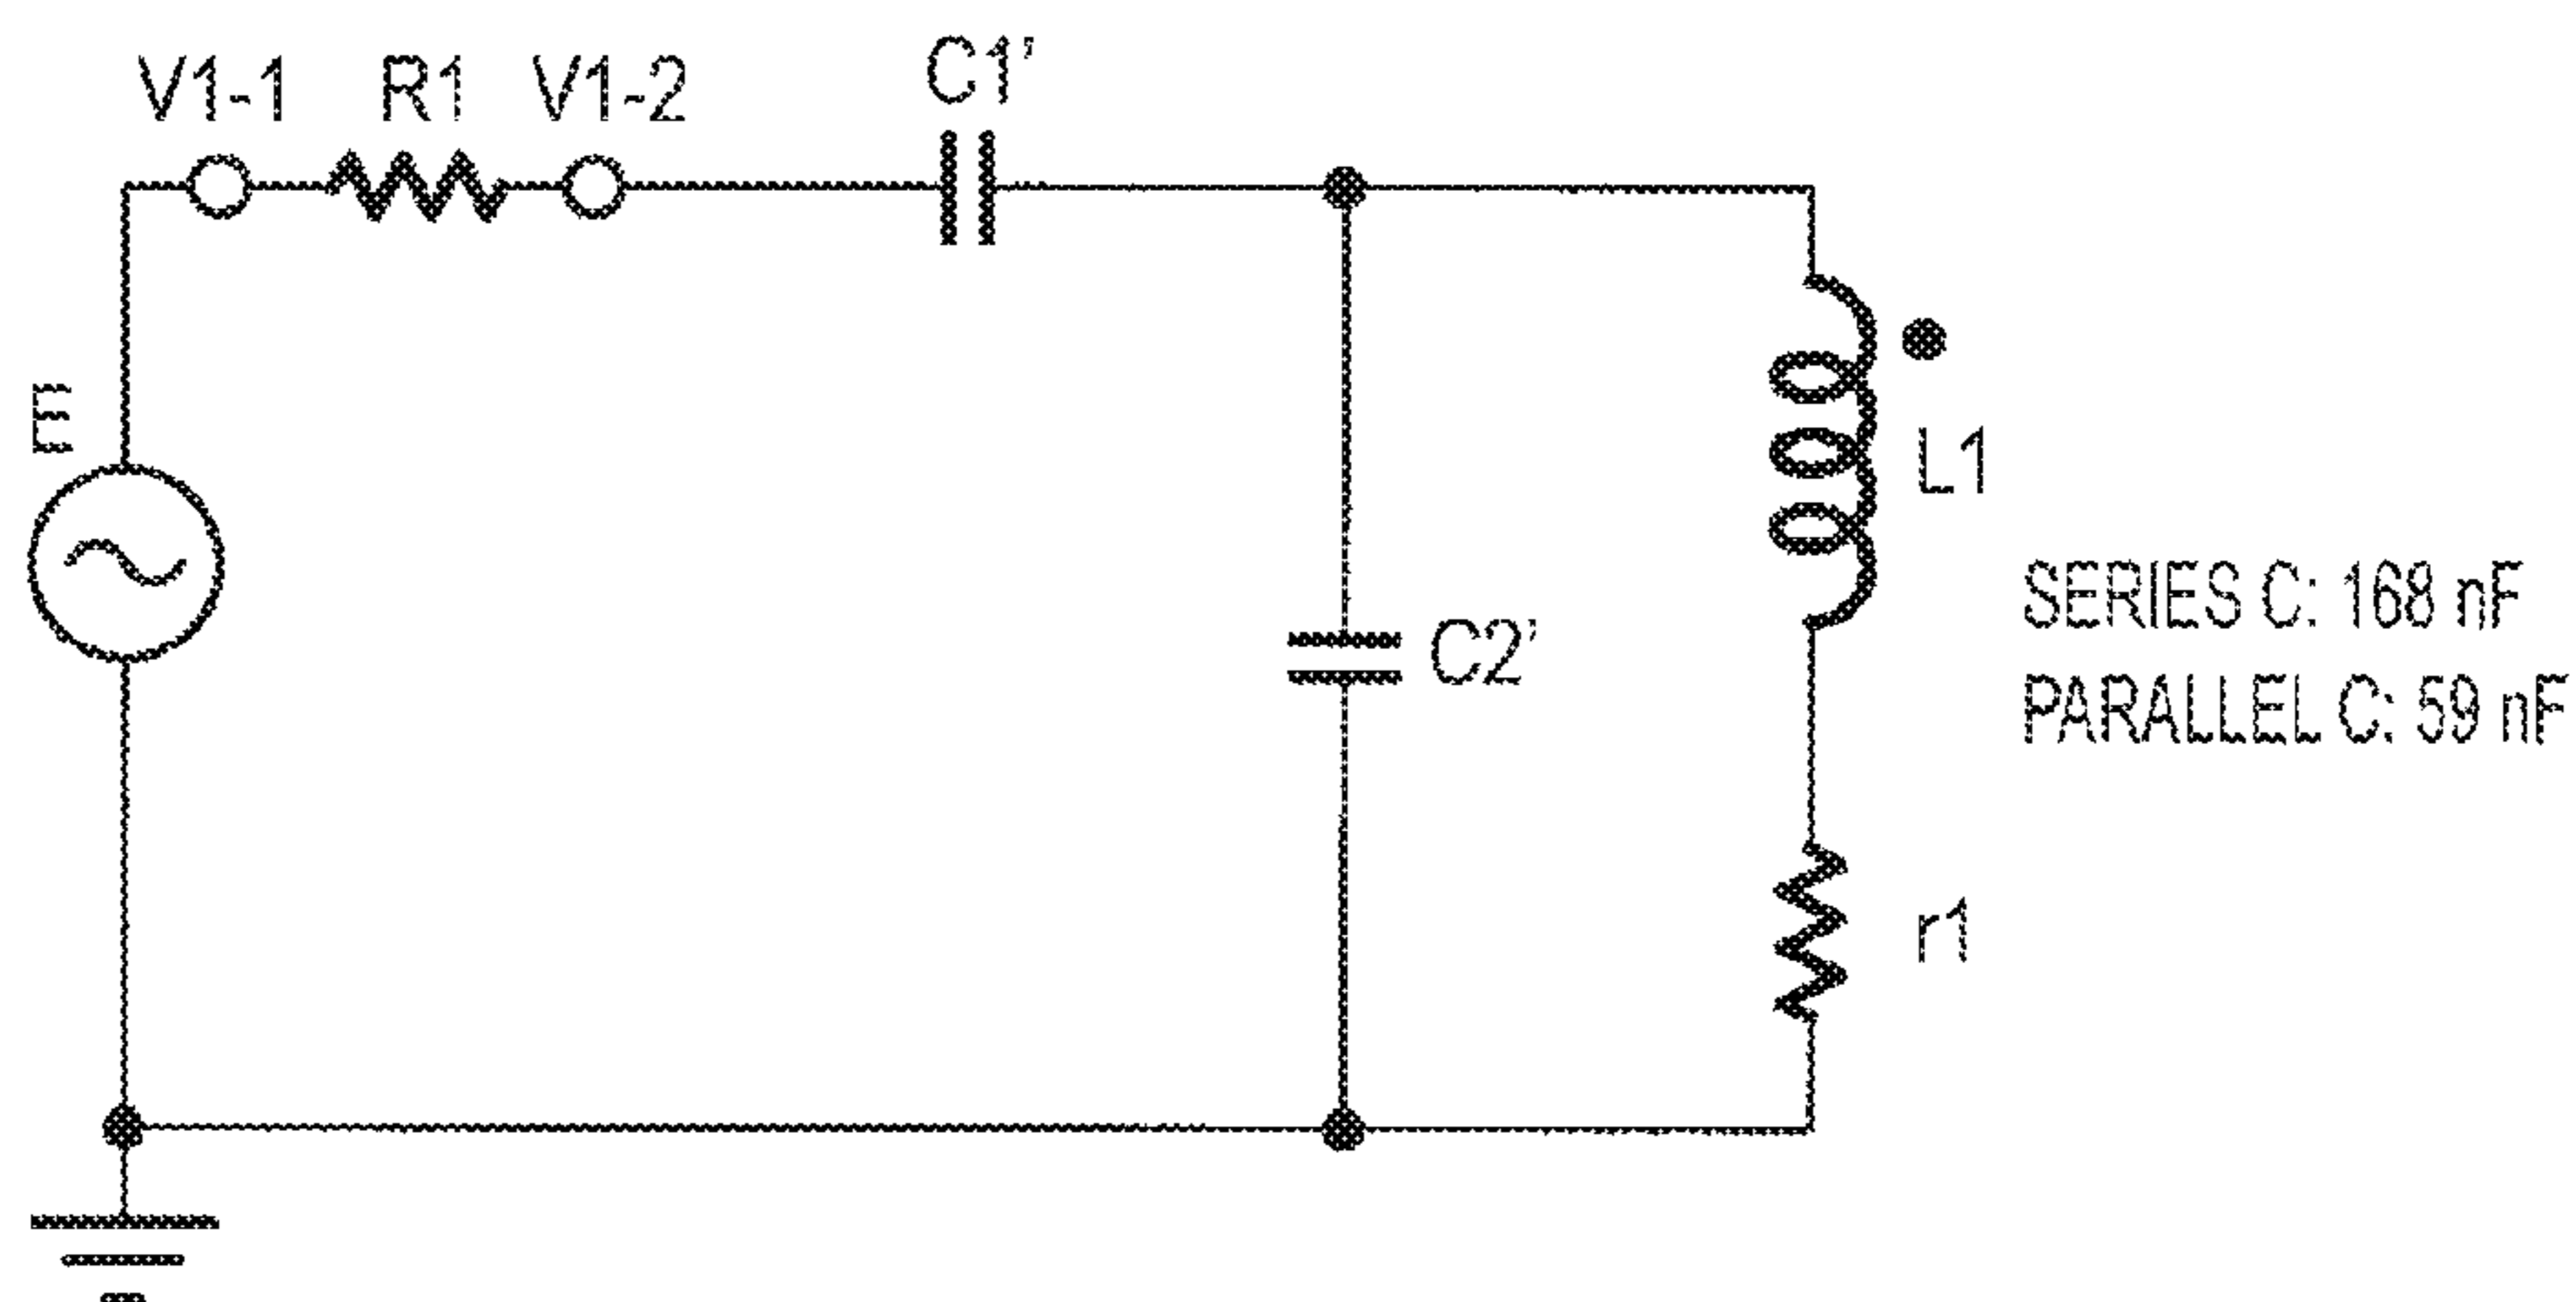 V1-1 R1 V1-2 C1'
E
L1
SERIES C: 168 nF
C2'
PARALLEL C: 59 nF
r1